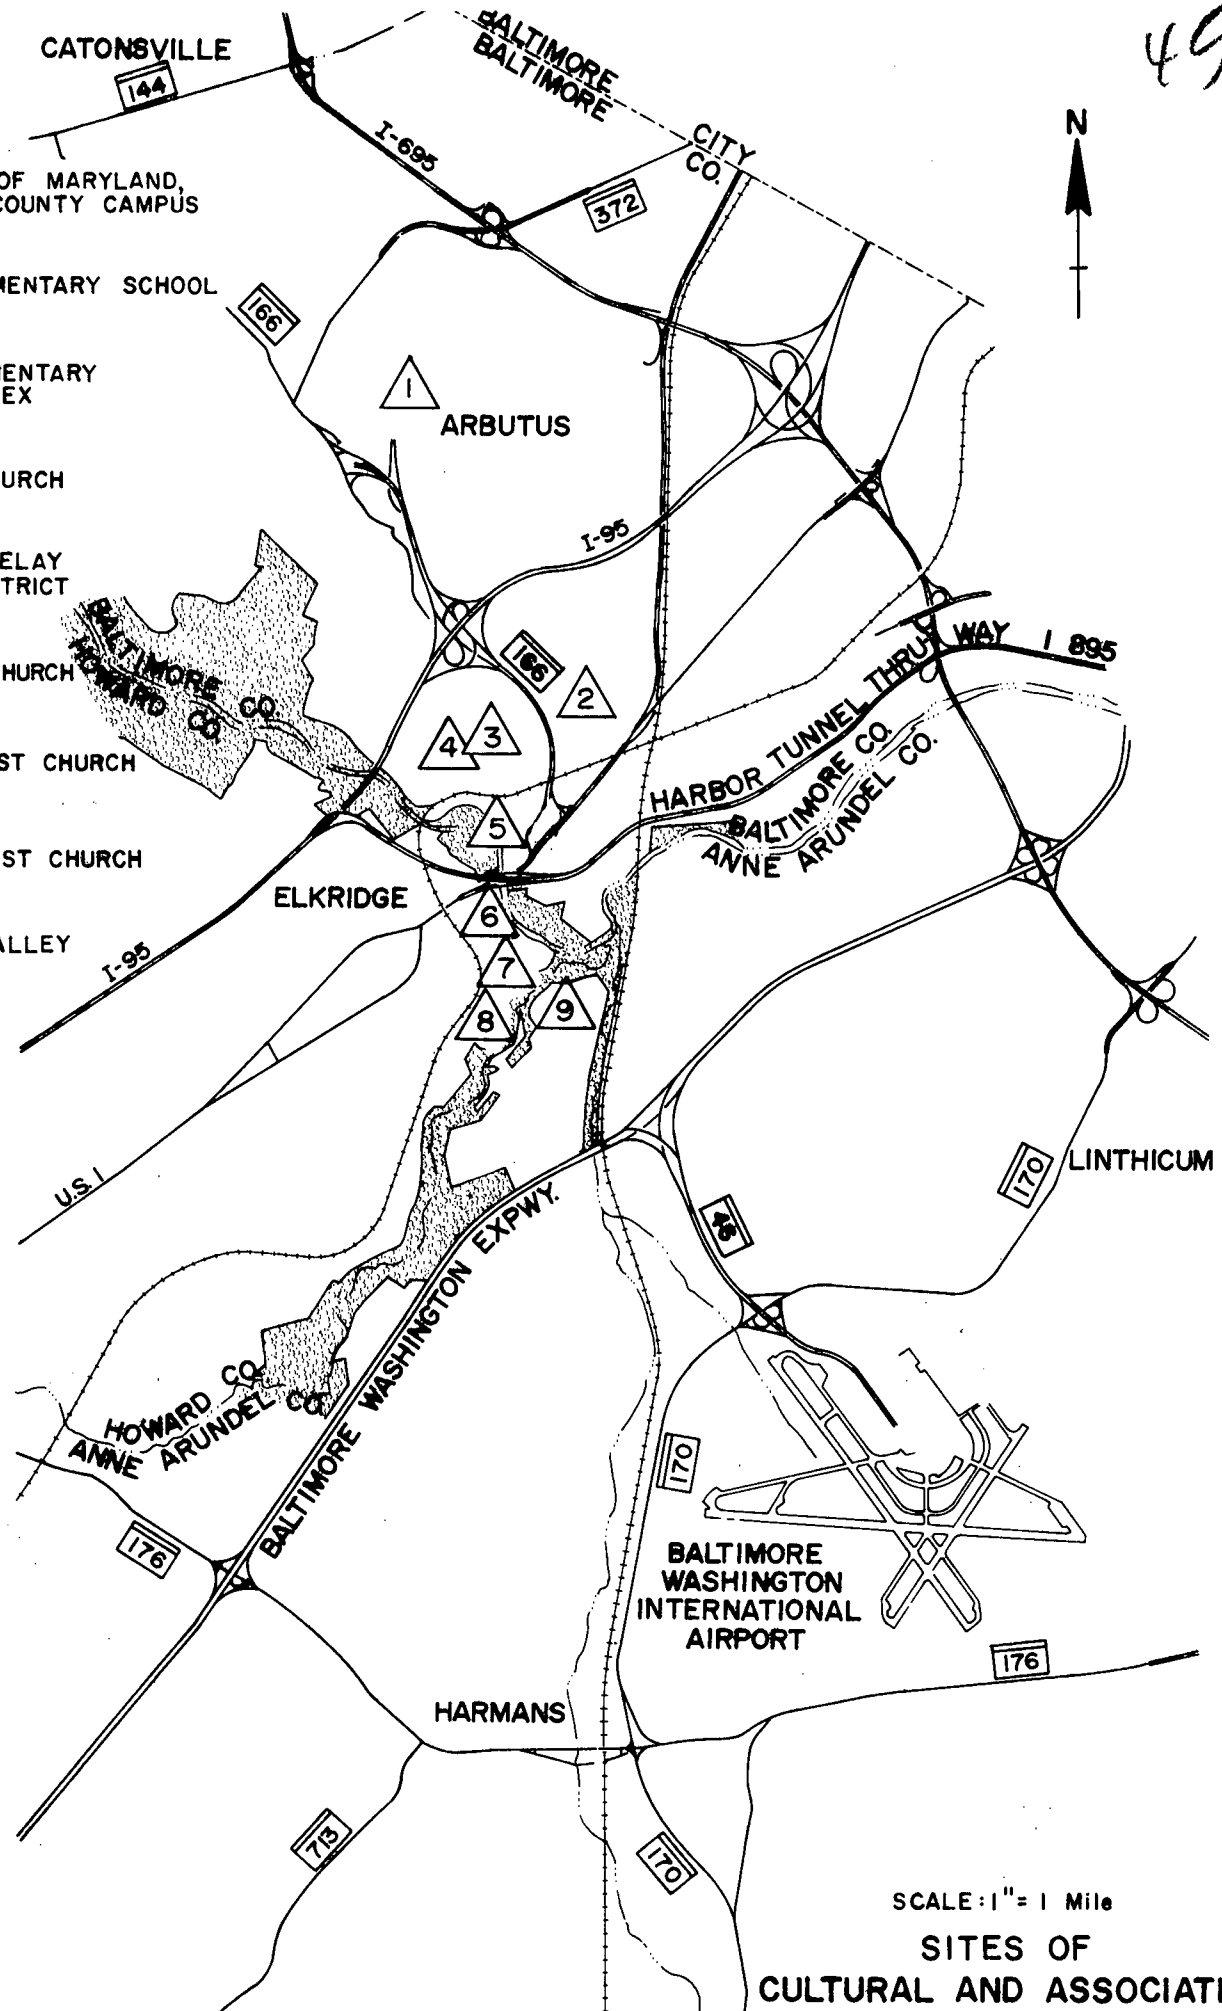 49
CATONSVILLE
144
BALTIMORE CITY
BALTIMORE CO.
I-695
N
372
OF MARYLAND,
COUNTY CAMPUS
MENTARY SCHOOL
166
MENTARY
EX
1
ARBUTUS
URCH
I-95
ELAY
TRICT
BALTIMORE CO.
HOWARD CO.
HURCH
166
2
HARBOR TUNNEL THRU WAY I 895
3
4
ST CHURCH
BALTIMORE CO.
ANNE ARUNDEL CO.
5
ST CHURCH
ELKRIDGE
6
ALLEY
I-95
7
8
9
U.S. 1
170
LINTHICUM
46
BALTIMORE WASHINGTON EXPWY.
HOWARD CO.
ANNE ARUNDEL CO.
170
176
BALTIMORE
WASHINGTON
INTERNATIONAL
AIRPORT
176
HARMANS
713
170
SCALE: 1" = 1 Mile
SITES OF
CULTURAL AND ASSOCIATI